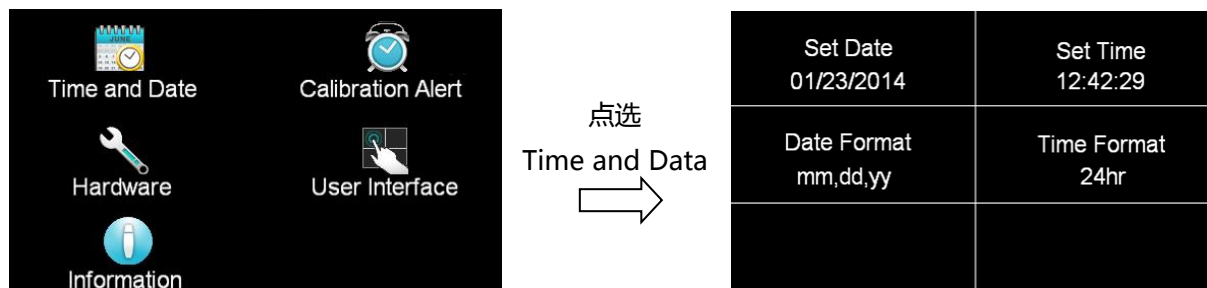 Time and Date
Calibration Alert
Hardware
User Interface
Information
点选
Time and Data
Set Date
01/23/2014
Set Time
12:42:29
Date Format
mm,dd,yy
Time Format
24hr